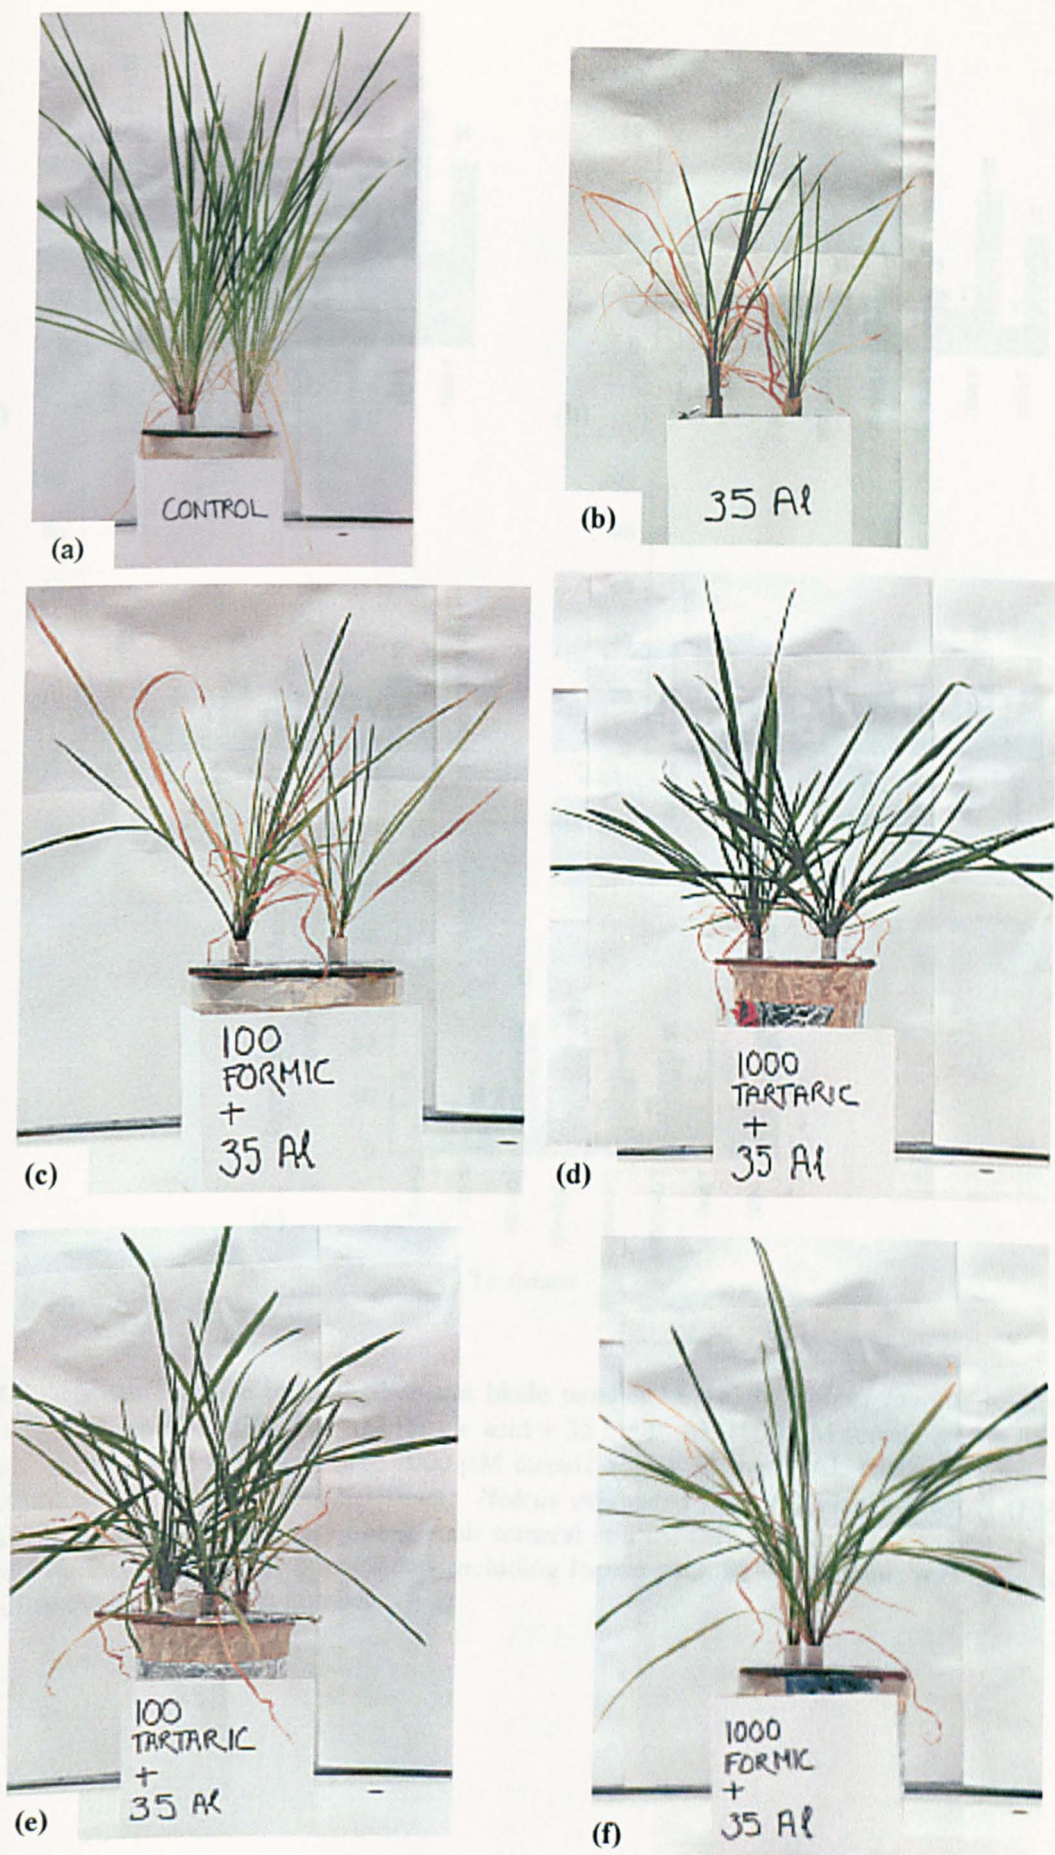 CONTROL
(a)
35 Al
(b)
100
FORMIC
+
35 Al
(c)
1000
TARTARIC
+
35 Al
(d)
100
TARTARIC
+
35 Al
(e)
1000
FORMIC
+
35 Al
(f)